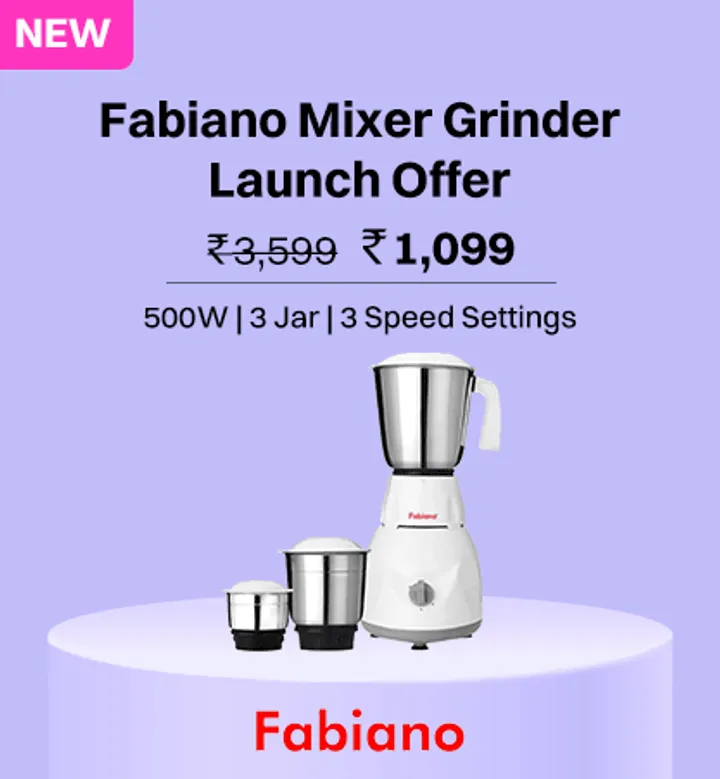 NEW
Fabiano Mixer Grinder
Launch Offer
₹3,599 ₹1,099
500W | 3 Jar | 3 Speed Settings
Fabiano
Fabiano